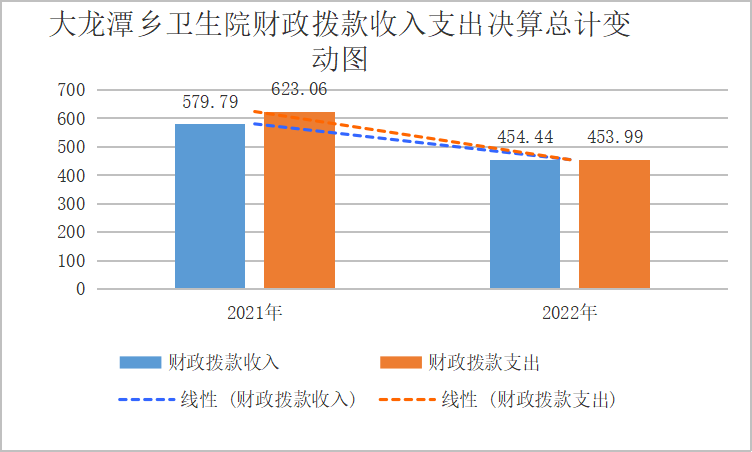 大龙潭乡卫生院财政拨款收入支出决算总计变
动图
700
600
500
400
300
200
100
0
579.79
623.06
454.44
453.99
2021年
2022年
财政拨款收入
财政拨款支出
线性 (财政拨款收入)
线性 (财政拨款支出)